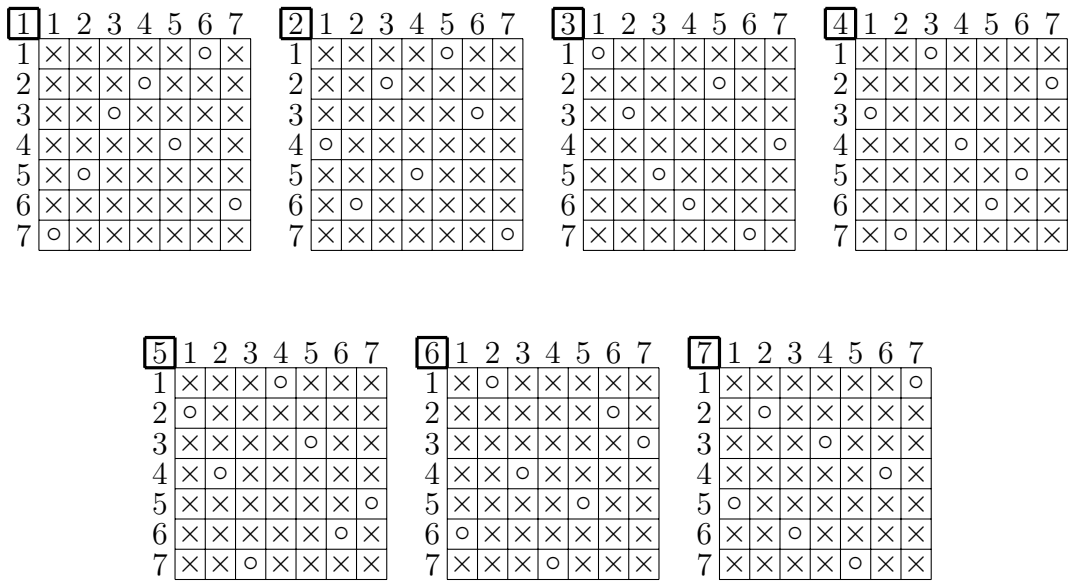 1 1 2 3 4 5 6 7 2 1 2 3 4 5 6 7 3 1 2 3 4 5 6 7 4 1 2 3 4 5 6 7
1 × × × × × ○ × 1 × × × × ○ × × 1 ○ × × × × × × 1 × × ○ × × × ×
2 × × × ○ × × × 2 × × ○ × × × × 2 × × × × ○ × × 2 × × × × × × ○
3 × × ○ × × × × 3 × × × × × ○ × 3 × ○ × × × × × 3 ○ × × × × × ×
4 × × × × ○ × × 4 ○ × × × × × × 4 × × × × × × ○ 4 × × × ○ × × ×
5 × ○ × × × × × 5 × × × ○ × × × 5 × × ○ × × × × 5 × × × × × ○ ×
6 × × × × × × ○ 6 × ○ × × × × × 6 × × × ○ × × × 6 × × × × ○ × ×
7 ○ × × × × × × 7 × × × × × × ○ 7 × × × × × ○ × 7 × ○ × × × × ×
5 1 2 3 4 5 6 7 6 1 2 3 4 5 6 7 7 1 2 3 4 5 6 7
1 × × × ○ × × × 1 × ○ × × × × × 1 × × × × × × ○
2 ○ × × × × × × 2 × × × × × ○ × 2 × ○ × × × × ×
3 × × × × ○ × × 3 × × × × × × ○ 3 × × × ○ × × ×
4 × ○ × × × × × 4 × × ○ × × × × 4 × × × × × ○ ×
5 × × × × × × ○ 5 × × × × ○ × × 5 ○ × × × × × ×
6 × × × × × ○ × 6 ○ × × × × × × 6 × × ○ × × × ×
7 × × ○ × × × × 7 × × × ○ × × × 7 × × × × ○ × ×